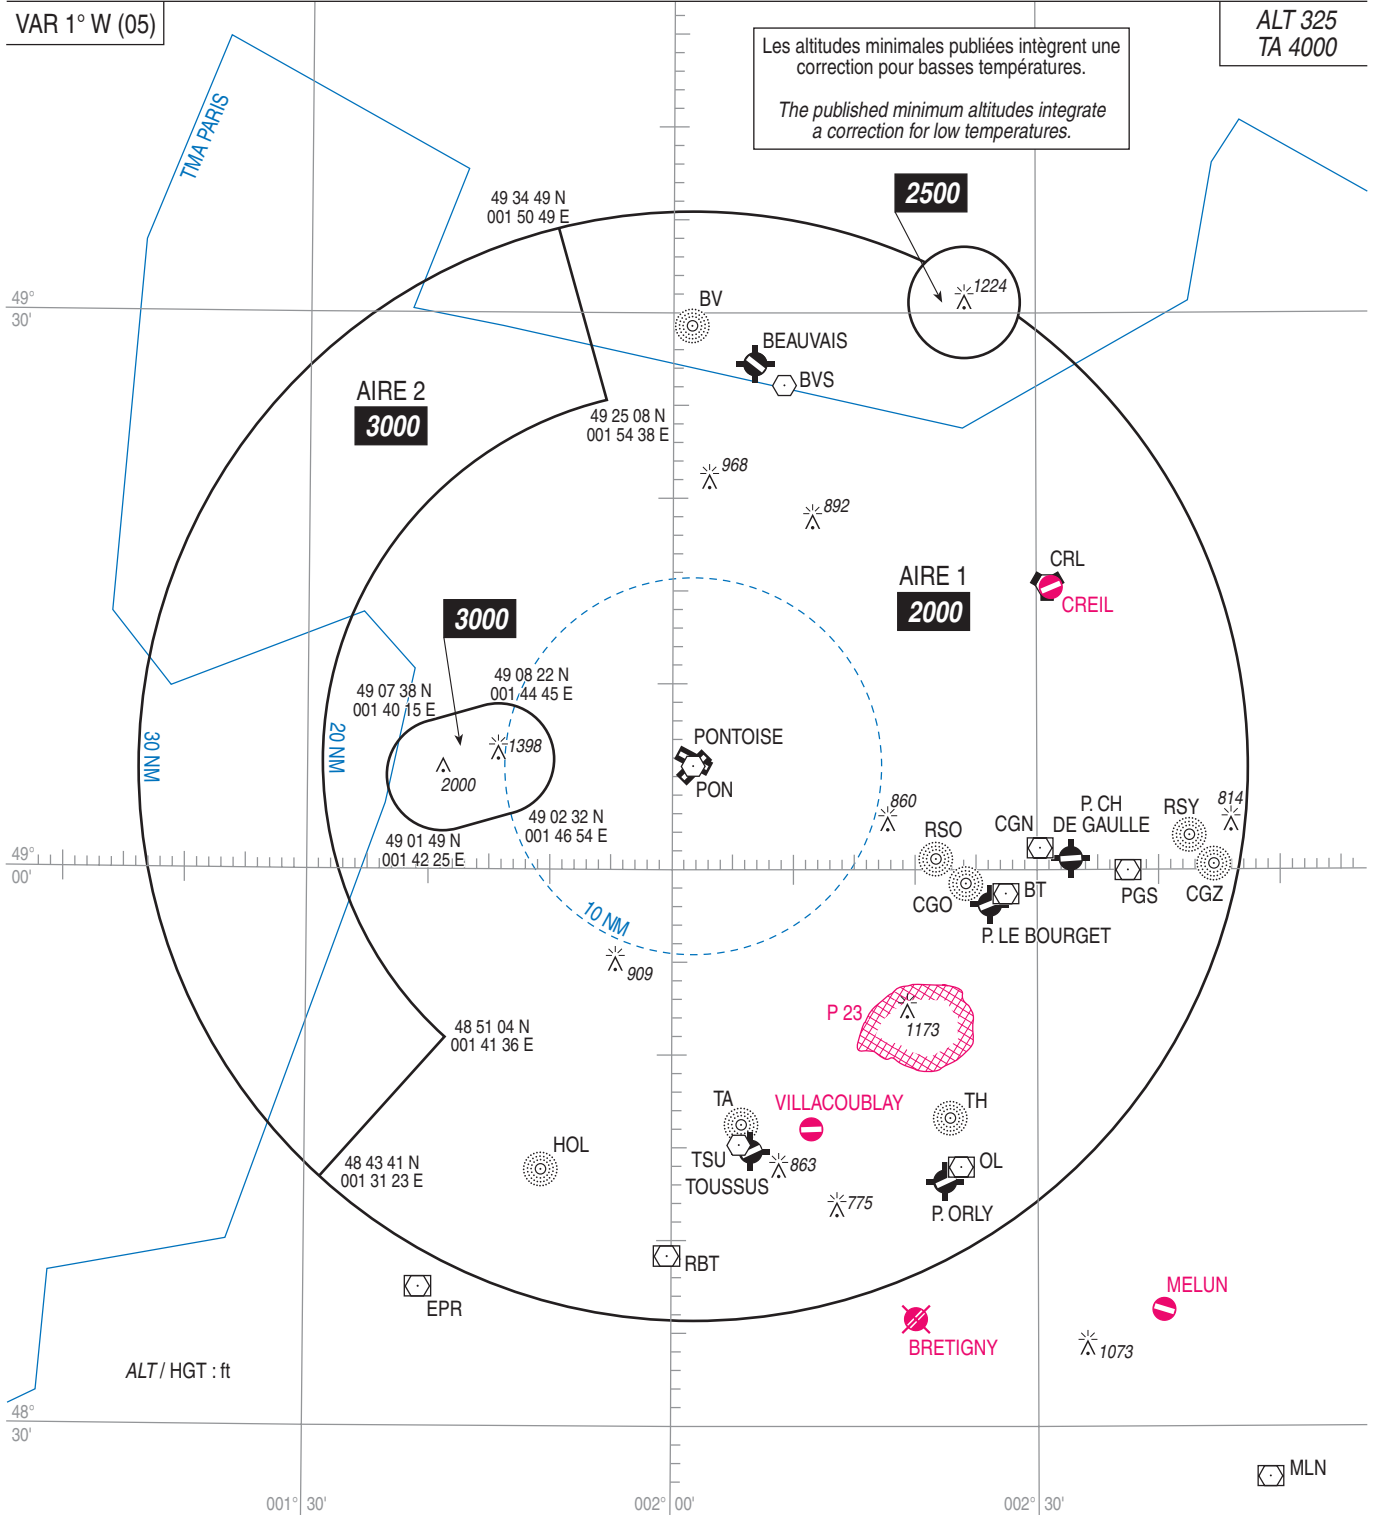 VAR 1° W (05)
ALT 325
TA 4000
Les altitudes minimales publiées intègrent une
correction pour basses températures.
The published minimum altitudes integrate
a correction for low temperatures.
TMA PARIS
2500
49 34 49 N
001 50 49 E
1224
49°
30'
BV
BEAUVAIS
BVS
AIRE 2
3000
49 25 08 N
001 54 38 E
968
892
CRL
CREIL
AIRE 1
2000
3000
49 08 22 N
001 44 45 E
49 07 38 N
001 40 15 E
30 NM
20 NM
1398
2000
PONTOISE
PON
49 02 32 N
001 46 54 E
49 01 49 N
001 42 25 E
860
RSO
CGN
P. CH
DE GAULLE
RSY
814
49°
00'
CGO
BT
PGS
CGZ
P. LE BOURGET
10 NM
909
P 23
1173
48 51 04 N
001 41 36 E
TA
VILLACOUBLAY
TH
HOL
TSU
TOUSSUS
863
OL
48 43 41 N
001 31 23 E
775
P. ORLY
RBT
EPR
MELUN
BRETIGNY
1073
ALT / HGT : ft
48°
30'
MLN
001° 30'
002° 00'
002° 30'